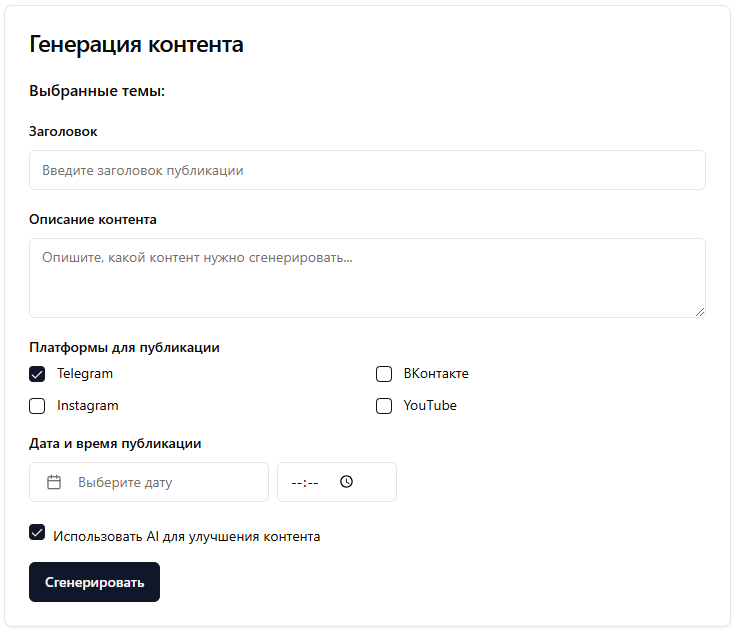 Генерация контента
Выбранные темы:
Заголовок
Введите заголовок публикации
Описание контента
Опишите, какой контент нужно сгенерировать...
Платформы для публикации
Telegram
ВКонтакте
Instagram
YouTube
Дата и время публикации
Выберите дату
--:--
Использовать AI для улучшения контента
Сгенерировать